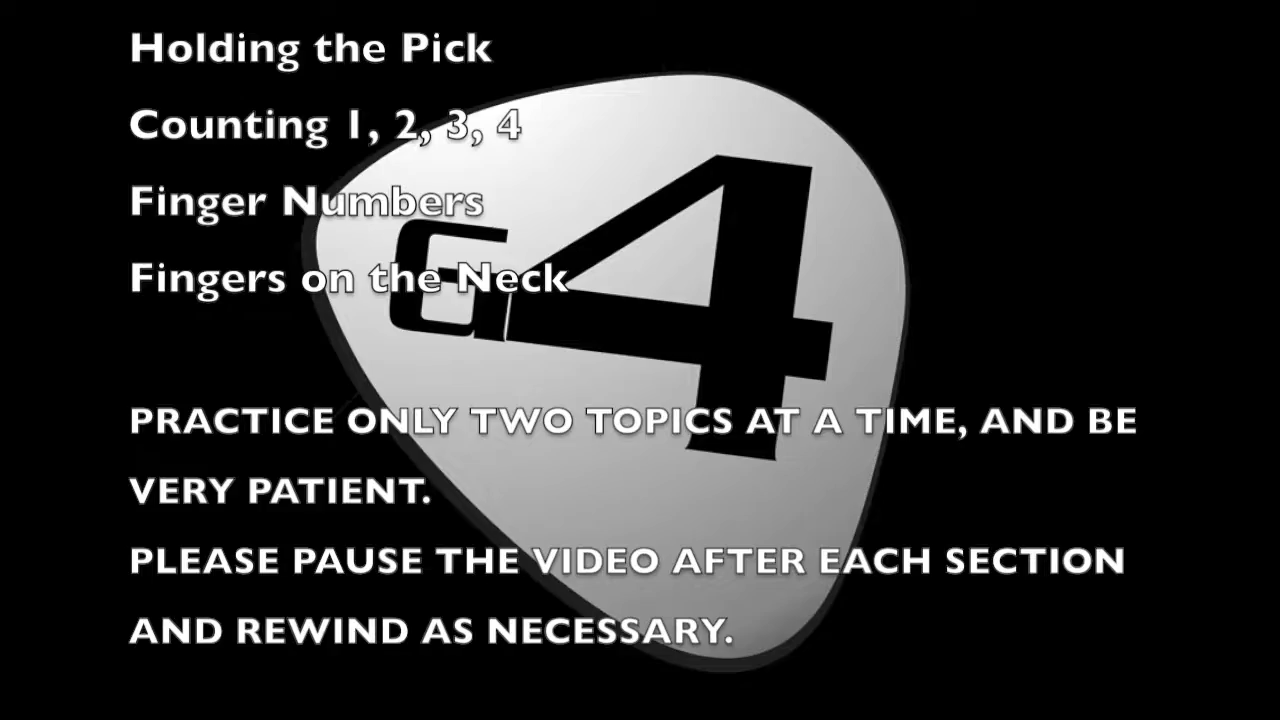 Holding the Pick
Counting 1, 2, 3, 4
Finger Numbers
Fingers on the Neck
G4
PRACTICE ONLY TWO TOPICS AT A TIME, AND BE
VERY PATIENT.
PLEASE PAUSE THE VIDEO AFTER EACH SECTION
AND REWIND AS NECESSARY.